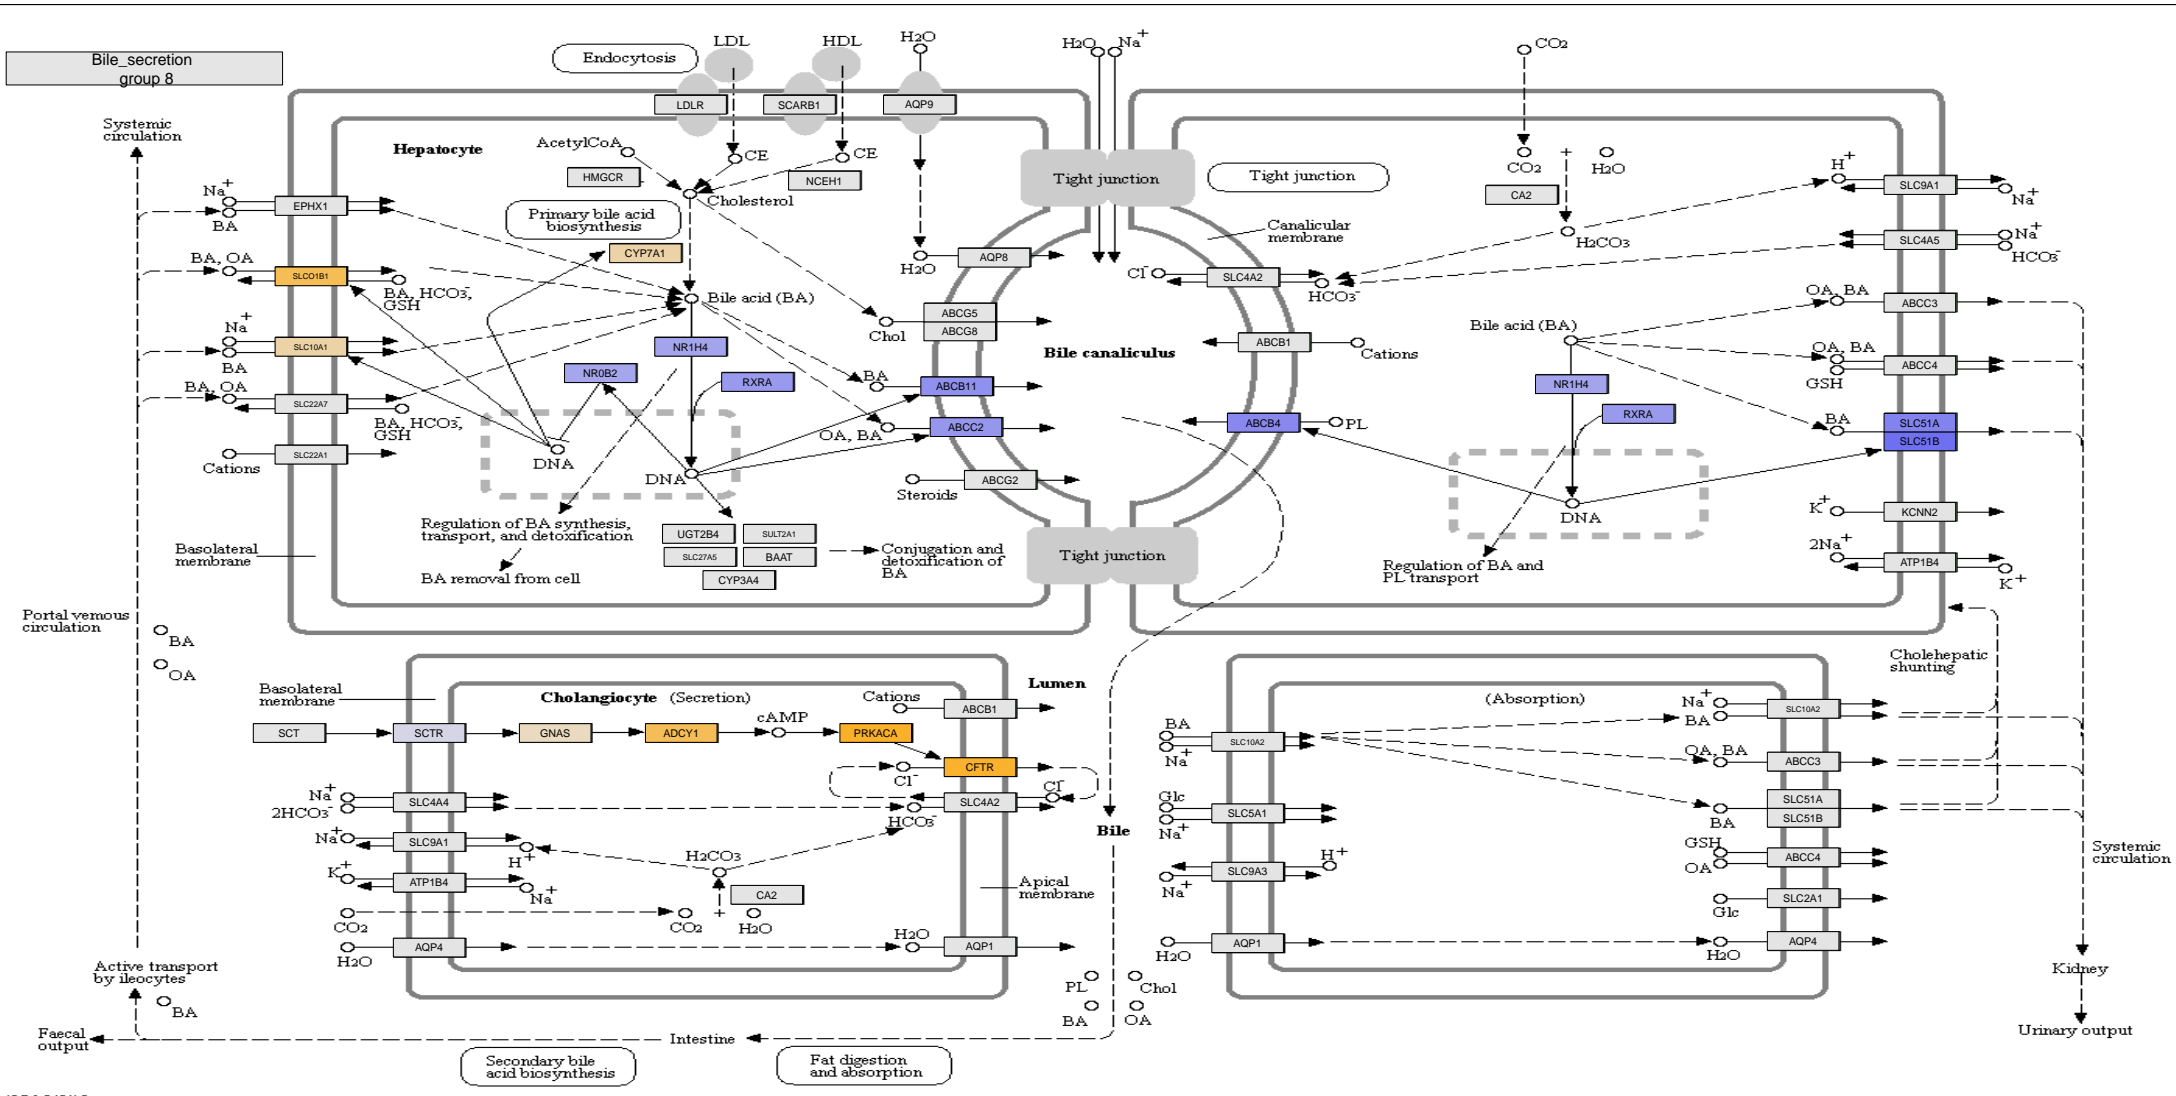 Bile_secretion
group 8
Endocytosis
LDL
HDL
H2O
H2O
Na+
CO2
LDLR
SCARB1
AQP9
Systemic
circulation
Hepatocyte
AcetylCoA
HMGCR
CE
CE
NCEH1
Cholesterol
Tight junction
Tight junction
CO2
+
H2O
CA2
H2CO3
H+
SLC9A1
Na+
Na+
BA
EPHX1
Primary bile acid
biosynthesis
CYP7A1
Canalicular
membrane
SLC4A5
Na+
HCO3-
BA, OA
SLCO1B1
BA, HCO3-,
GSH
H2O
AQP8
Cl-
SLC4A2
HCO3-
Bile acid (BA)
OA, BA
ABCC3
Na+
BA
SLC10A1
Chol
ABCG5
ABCG8
Bile canaliculus
ABCB1
Cations
Bile acid (BA)
NR1H4
OA, BA
GSH
ABCC4
NR0B2
RXRA
BA
ABCB11
NR1H4
RXRA
BA, OA
SLC22A7
BA, HCO3-,
GSH
OA, BA
ABCC2
ABCB4
PL
BA
SLC51A
SLC51B
Cations
SLC22A1
DNA
DNA
Steroids
ABCG2
DNA
K+
KCNN2
Regulation of BA synthesis,
transport, and detoxification
BA removal from cell
UGT2B4
SULT2A1
SLC27A5
BAAT
CYP3A4
Conjugation and
detoxification of
BA
Tight junction
Regulation of BA and
PL transport
2Na+
ATP1B4
K+
Basolateral
membrane
Portal venous
circulation
BA
OA
Cholehepatic
shunting
Basolateral
membrane
Cholangiocyte (Secretion)
Cations
ABCB1
Lumen
SCT
SCTR
GNAS
ADCY1
cAMP
PRKACA
CFTR
Cl-
Na+
2HCO3-
SLC4A4
HCO3-
SLC4A2
Cl-
Na+
SLC9A1
H+
H2CO3
K+
ATP1B4
Na+
CA2
CO2
CO2
+
H2O
H2O
AQP4
H2O
AQP1
Apical
membrane
Bile
(Absorption)
BA
Na+
SLC10A2
Na+
BA
SLC10A2
OA, BA
ABCC3
Glc
Na+
SLC5A1
BA
SLC51A
SLC51B
Na+
SLC9A3
H+
GSH
OA
ABCC4
Glc
SLC2A1
H2O
AQP1
H2O
AQP4
Systemic
circulation
Kidney
Urinary output
Active transport
by ileocytes
BA
Faecal
output
PL
Chol
BA
OA
Intestine
Secondary bile
acid biosynthesis
Fat digestion
and absorption